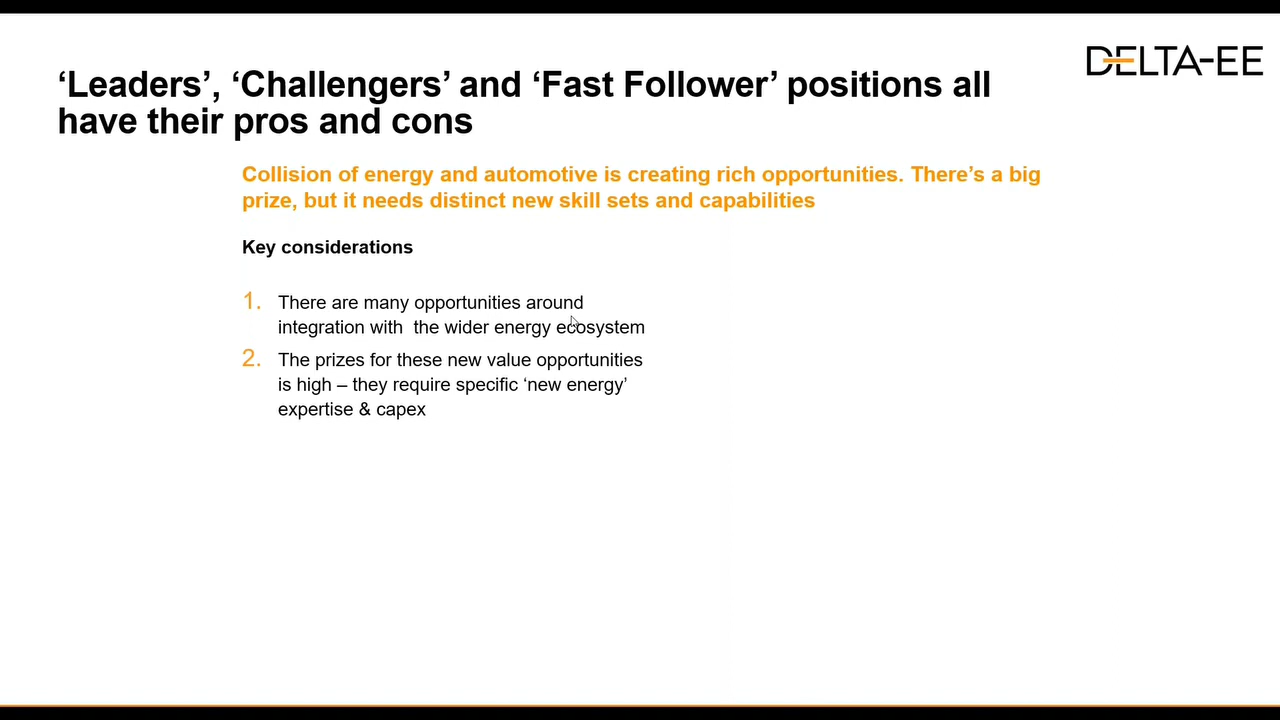 DELTA-EE
‘Leaders’, ‘Challengers’ and ‘Fast Follower’ positions all
have their pros and cons
Collision of energy and automotive is creating rich opportunities. There’s a big
prize, but it needs distinct new skill sets and capabilities
Key considerations
1. There are many opportunities around
integration with  the wider energy ecosystem
2. The prizes for these new value opportunities
is high – they require specific ‘new energy’
expertise & capex